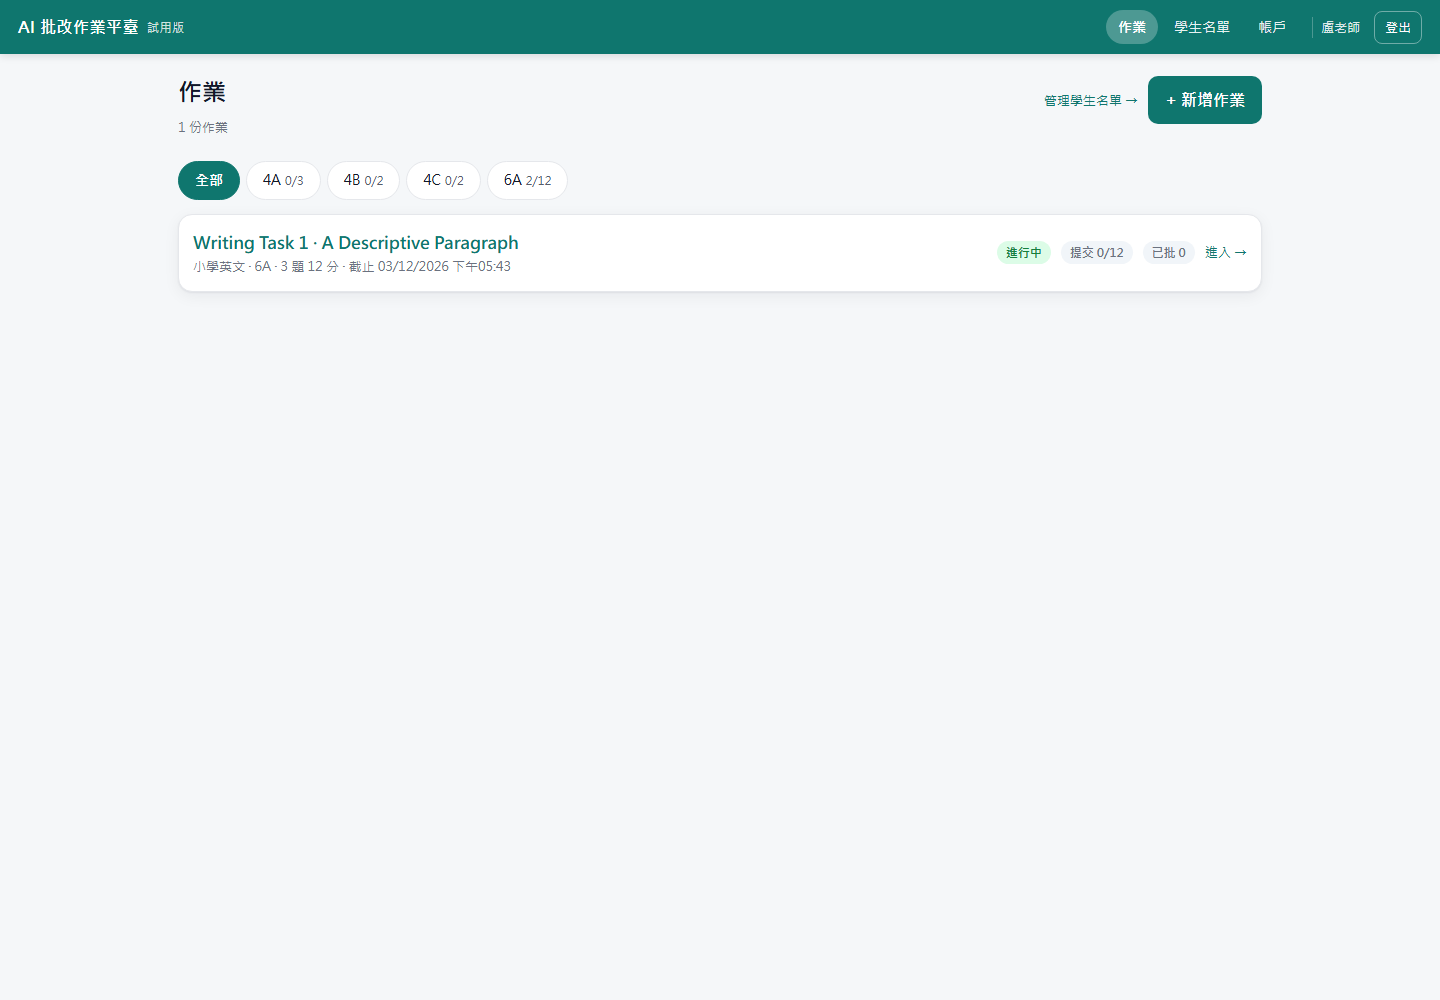 AI 批改作業平臺 試用版
作業 學生名單 帳戶 盧老師 登出
作業
1 份作業
管理學生名單 → + 新增作業
全部 4A 0/3 4B 0/2 4C 0/2 6A 2/12
Writing Task 1 · A Descriptive Paragraph
小學英文 · 6A · 3 題 12 分 · 截止 03/12/2026 下午05:43
進行中 提交 0/12 已批 0 進入 →